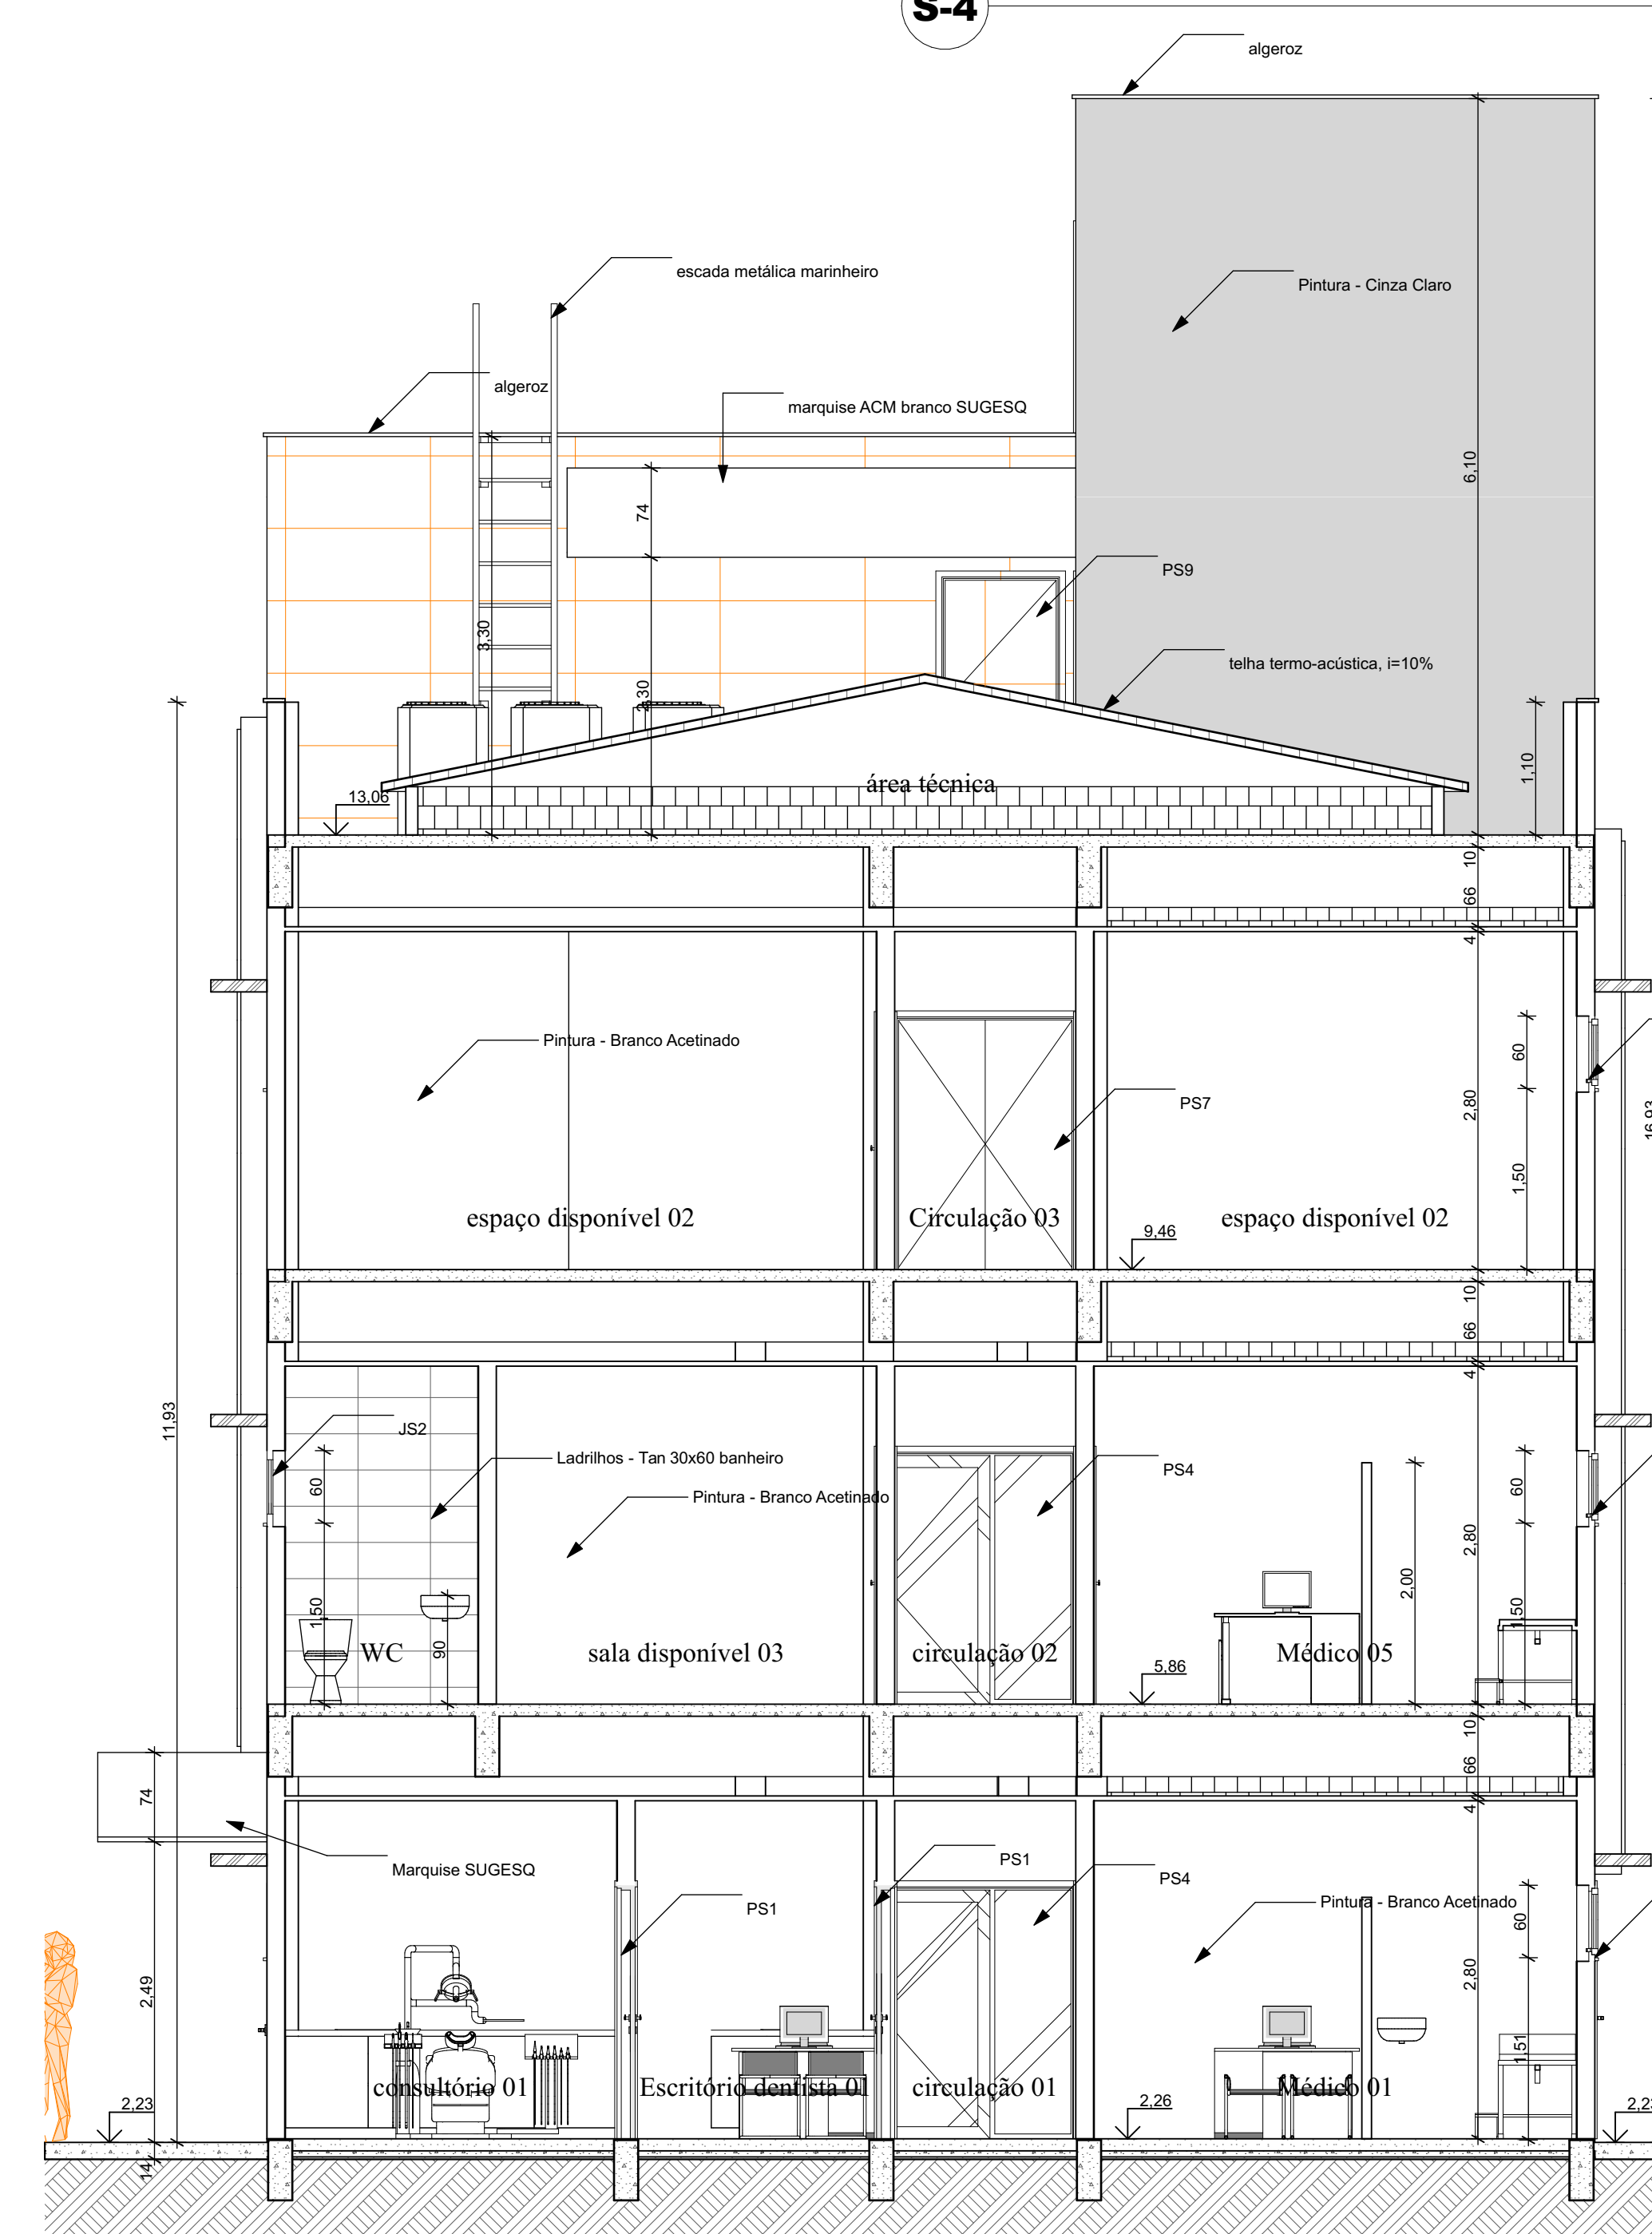 S-4
algeroz
escada metálica marinheiro
Pintura - Cinza Claro
algeroz
marquise ACM branco SUGESQ
6,10
74
PS9
3,30
telha termo-acústica, i=10%
2,30
1,10
área técnica
13,06
10
66
4
Pintura - Branco Acetinado
60
PS7
2,80
1,50
espaço disponível 02
Circulação 03
espaço disponível 02
9,46
10
66
4
11,93
JS2
Ladrilhos - Tan 30x60 banheiro
PS4
60
60
Pintura - Branco Acetinado
2,80
2,00
1,50
1,50
90
WC
sala disponível 03
circulação 02
Médico 05
5,86
10
66
74
4
Marquise SUGESQ
PS1
PS4
PS1
Pintura - Branco Acetinado
60
2,49
2,80
1,51
consultório 01
Escritório dentista 01
circulação 01
Médico 01
2,23
2,26
14